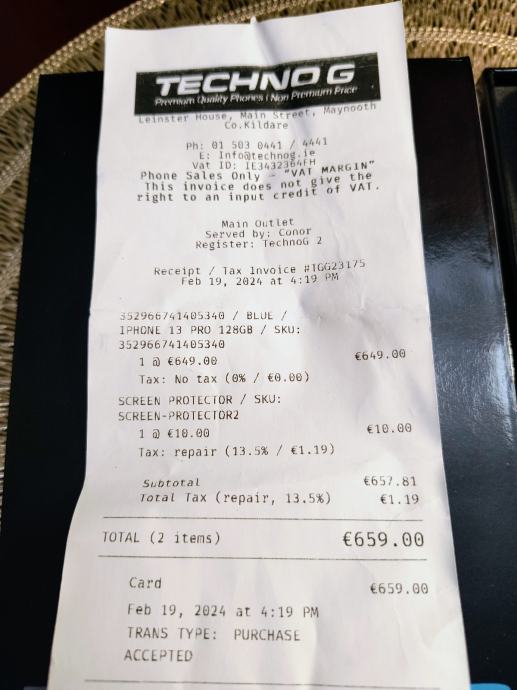 TECHNO G
Premium Quality Phones | Non Premium Price
Leinster House, Main Street, Maynooth
Co.Kildare
Ph: 01 503 0441 / 4441
E: Info@technog.ie
Vat ID: IE3432364FH
Phone Sales Only - "VAT MARGIN"
This invoice does not give the
right to an input credit of VAT.
Main Outlet
Served by: Conor
Register: TechnoG 2
Receipt / Tax Invoice #TGG23175
Feb 19, 2024 at 4:19 PM
352966741405340 / BLUE /
IPHONE 13 PRO 128GB / SKU:
352966741405340
1 @ €649.00 €649.00
Tax: No tax (0% / €0.00)
SCREEN PROTECTOR / SKU:
SCREEN-PROTECTOR2
1 @ €10.00 €10.00
Tax: repair (13.5% / €1.19)
Subtotal €657.81
Total Tax (repair, 13.5%) €1.19
TOTAL (2 items) €659.00
Card €659.00
Feb 19, 2024 at 4:19 PM
TRANS TYPE: PURCHASE
ACCEPTED